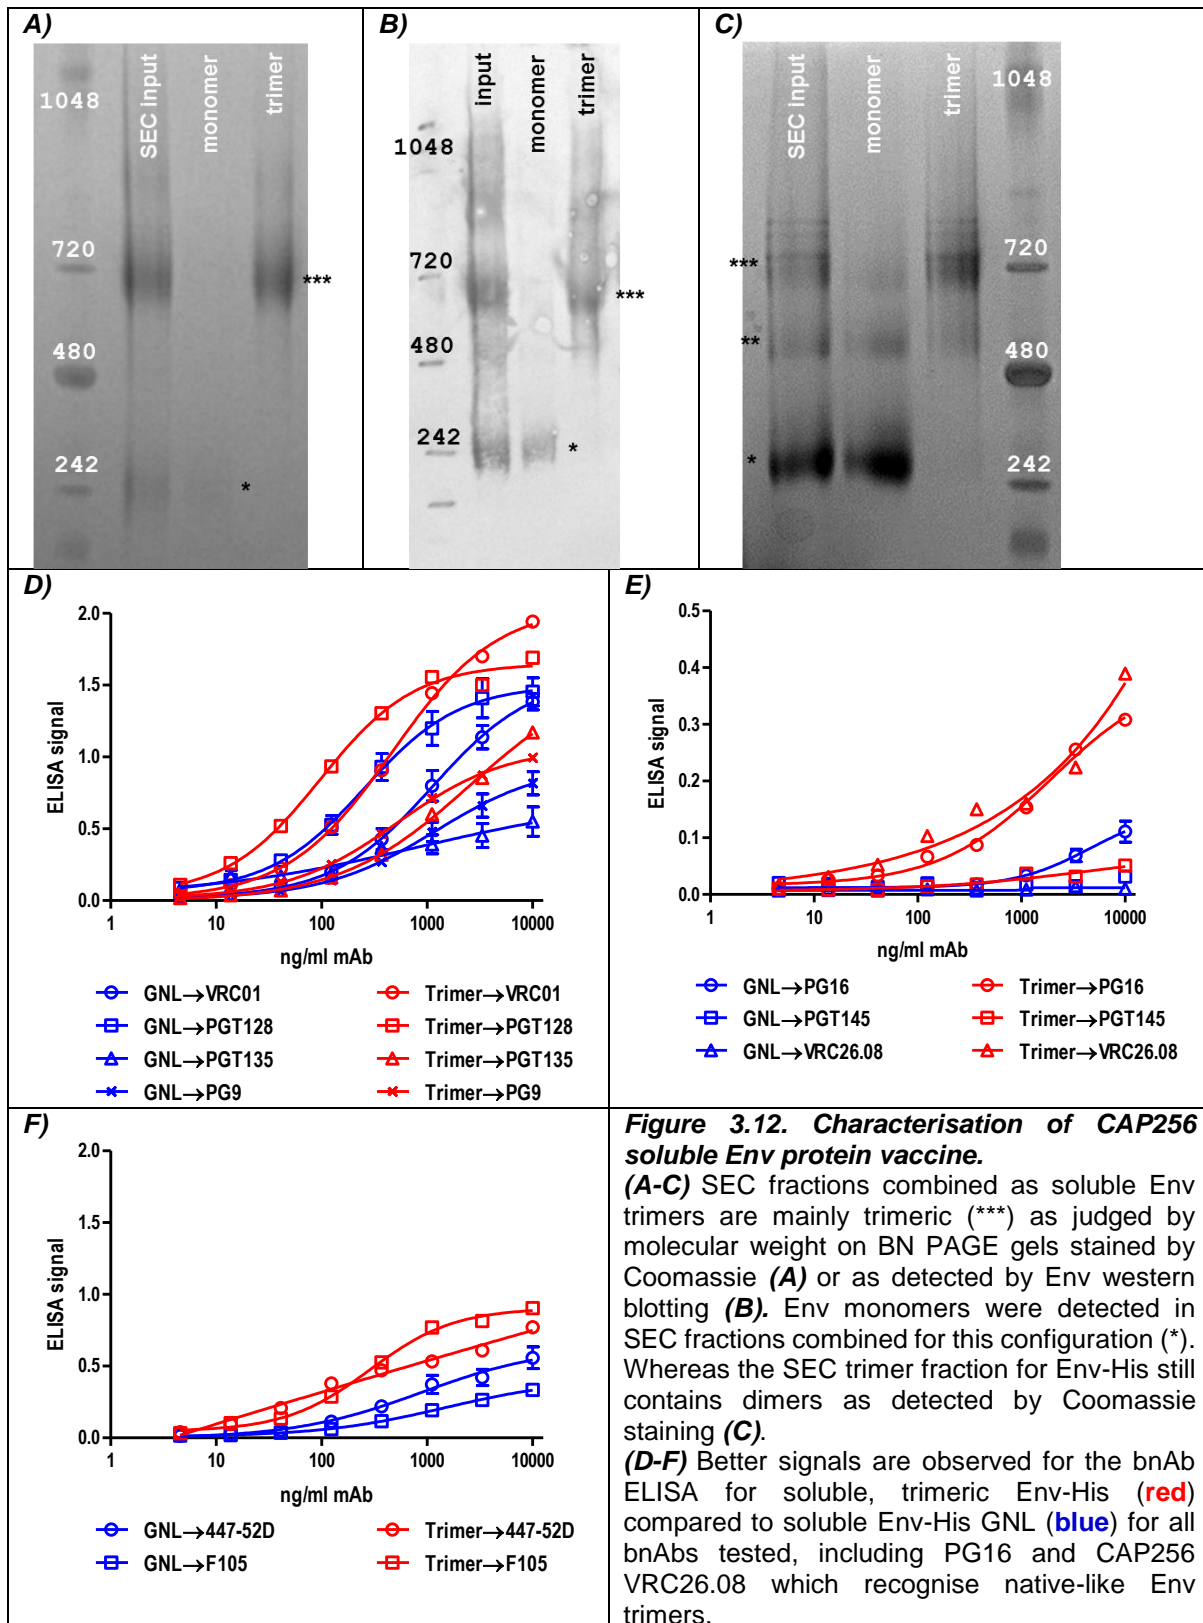 A)
1048
720
480
242
SEC input
monomer
trimer
***
*
B)
1048
720
480
242
input
monomer
trimer
***
*
C)
SEC input
monomer
trimer
***
**
*
1048
720
480
242
D)
ELISA signal
2.0
1.5
1.0
0.5
0.0
1 10 100 1000 10000
ng/ml mAb
GNL→VRC01 Trimer→VRC01
GNL→PGT128 Trimer→PGT128
GNL→PGT135 Trimer→PGT135
GNL→PG9 Trimer→PG9
E)
ELISA signal
0.5
0.4
0.3
0.2
0.1
0.0
1 10 100 1000 10000
ng/ml mAb
GNL→PG16 Trimer→PG16
GNL→PGT145 Trimer→PGT145
GNL→VRC26.08 Trimer→VRC26.08
F)
ELISA signal
2.0
1.5
1.0
0.5
0.0
1 10 100 1000 10000
ng/ml mAb
GNL→447-52D Trimer→447-52D
GNL→F105 Trimer→F105
Figure 3.12. Characterisation of CAP256
soluble Env protein vaccine.
(A-C) SEC fractions combined as soluble Env
trimers are mainly trimeric (***) as judged by
molecular weight on BN PAGE gels stained by
Coomassie (A) or as detected by Env western
blotting (B). Env monomers were detected in
SEC fractions combined for this configuration (*).
Whereas the SEC trimer fraction for Env-His still
contains dimers as detected by Coomassie
staining (C).
(D-F) Better signals are observed for the bnAb
ELISA for soluble, trimeric Env-His (red)
compared to soluble Env-His GNL (blue) for all
bnAbs tested, including PG16 and CAP256
VRC26.08 which recognise native-like Env
trimers.